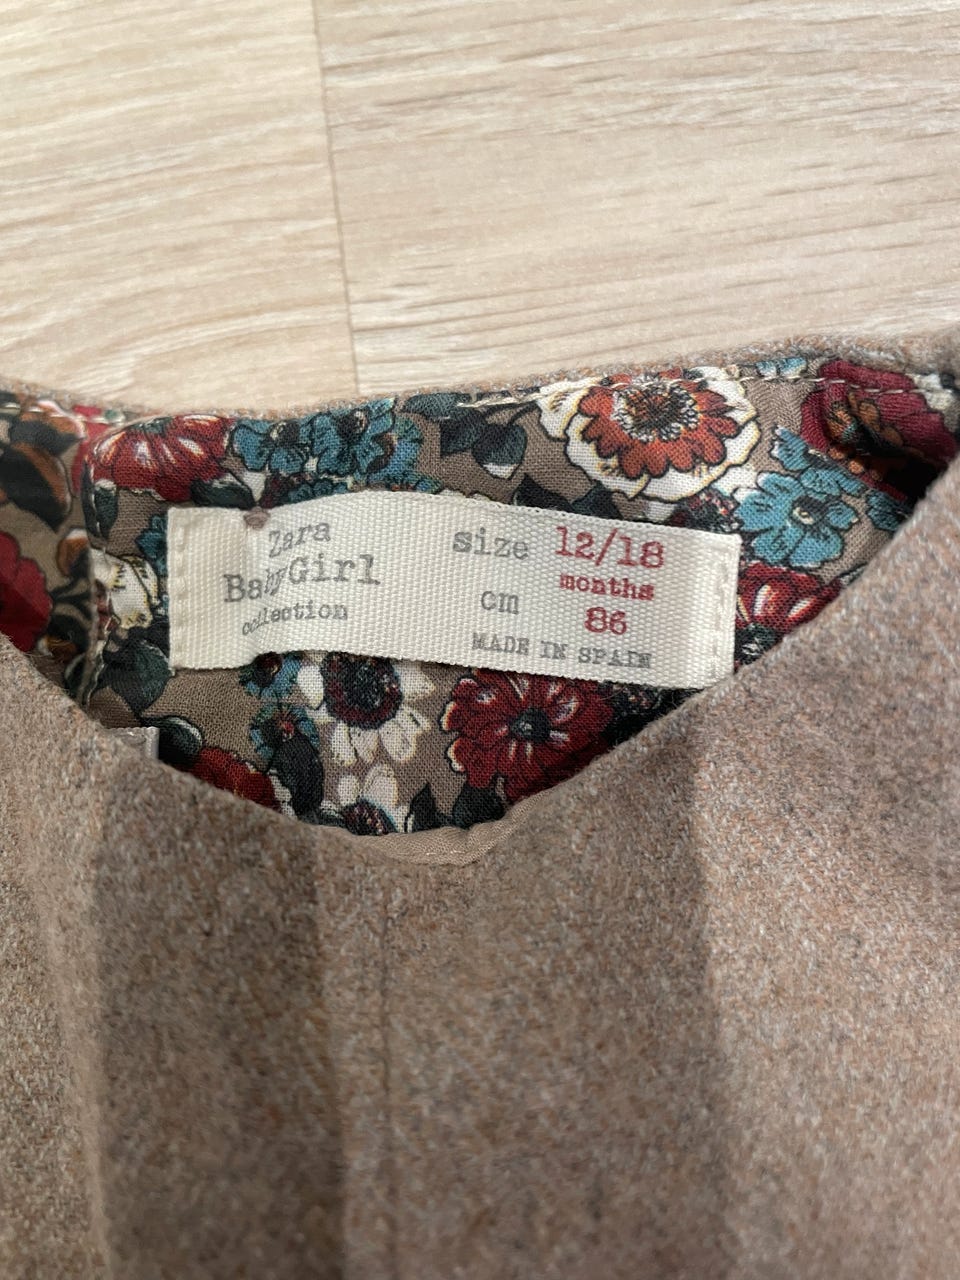 Zara
BabyGirl
collection
size 12/18
months
cm 86
MADE IN SPAIN